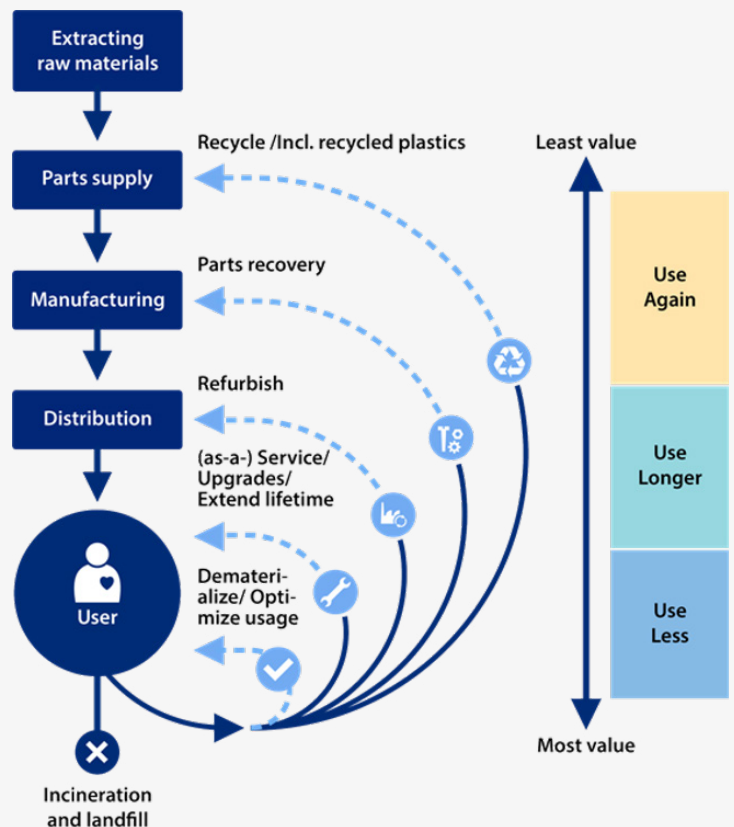 Extracting
raw materials
Recycle /Incl. recycled plastics
Least value
Parts supply
Use
Again
Parts recovery
Manufacturing
Refurbish
Distribution
(as-a-) Service/
Upgrades/
Extend lifetime
Use
Longer
Demateri-
alize/ Opti-
mize usage
User
Use
Less
Most value
Incineration
and landfill